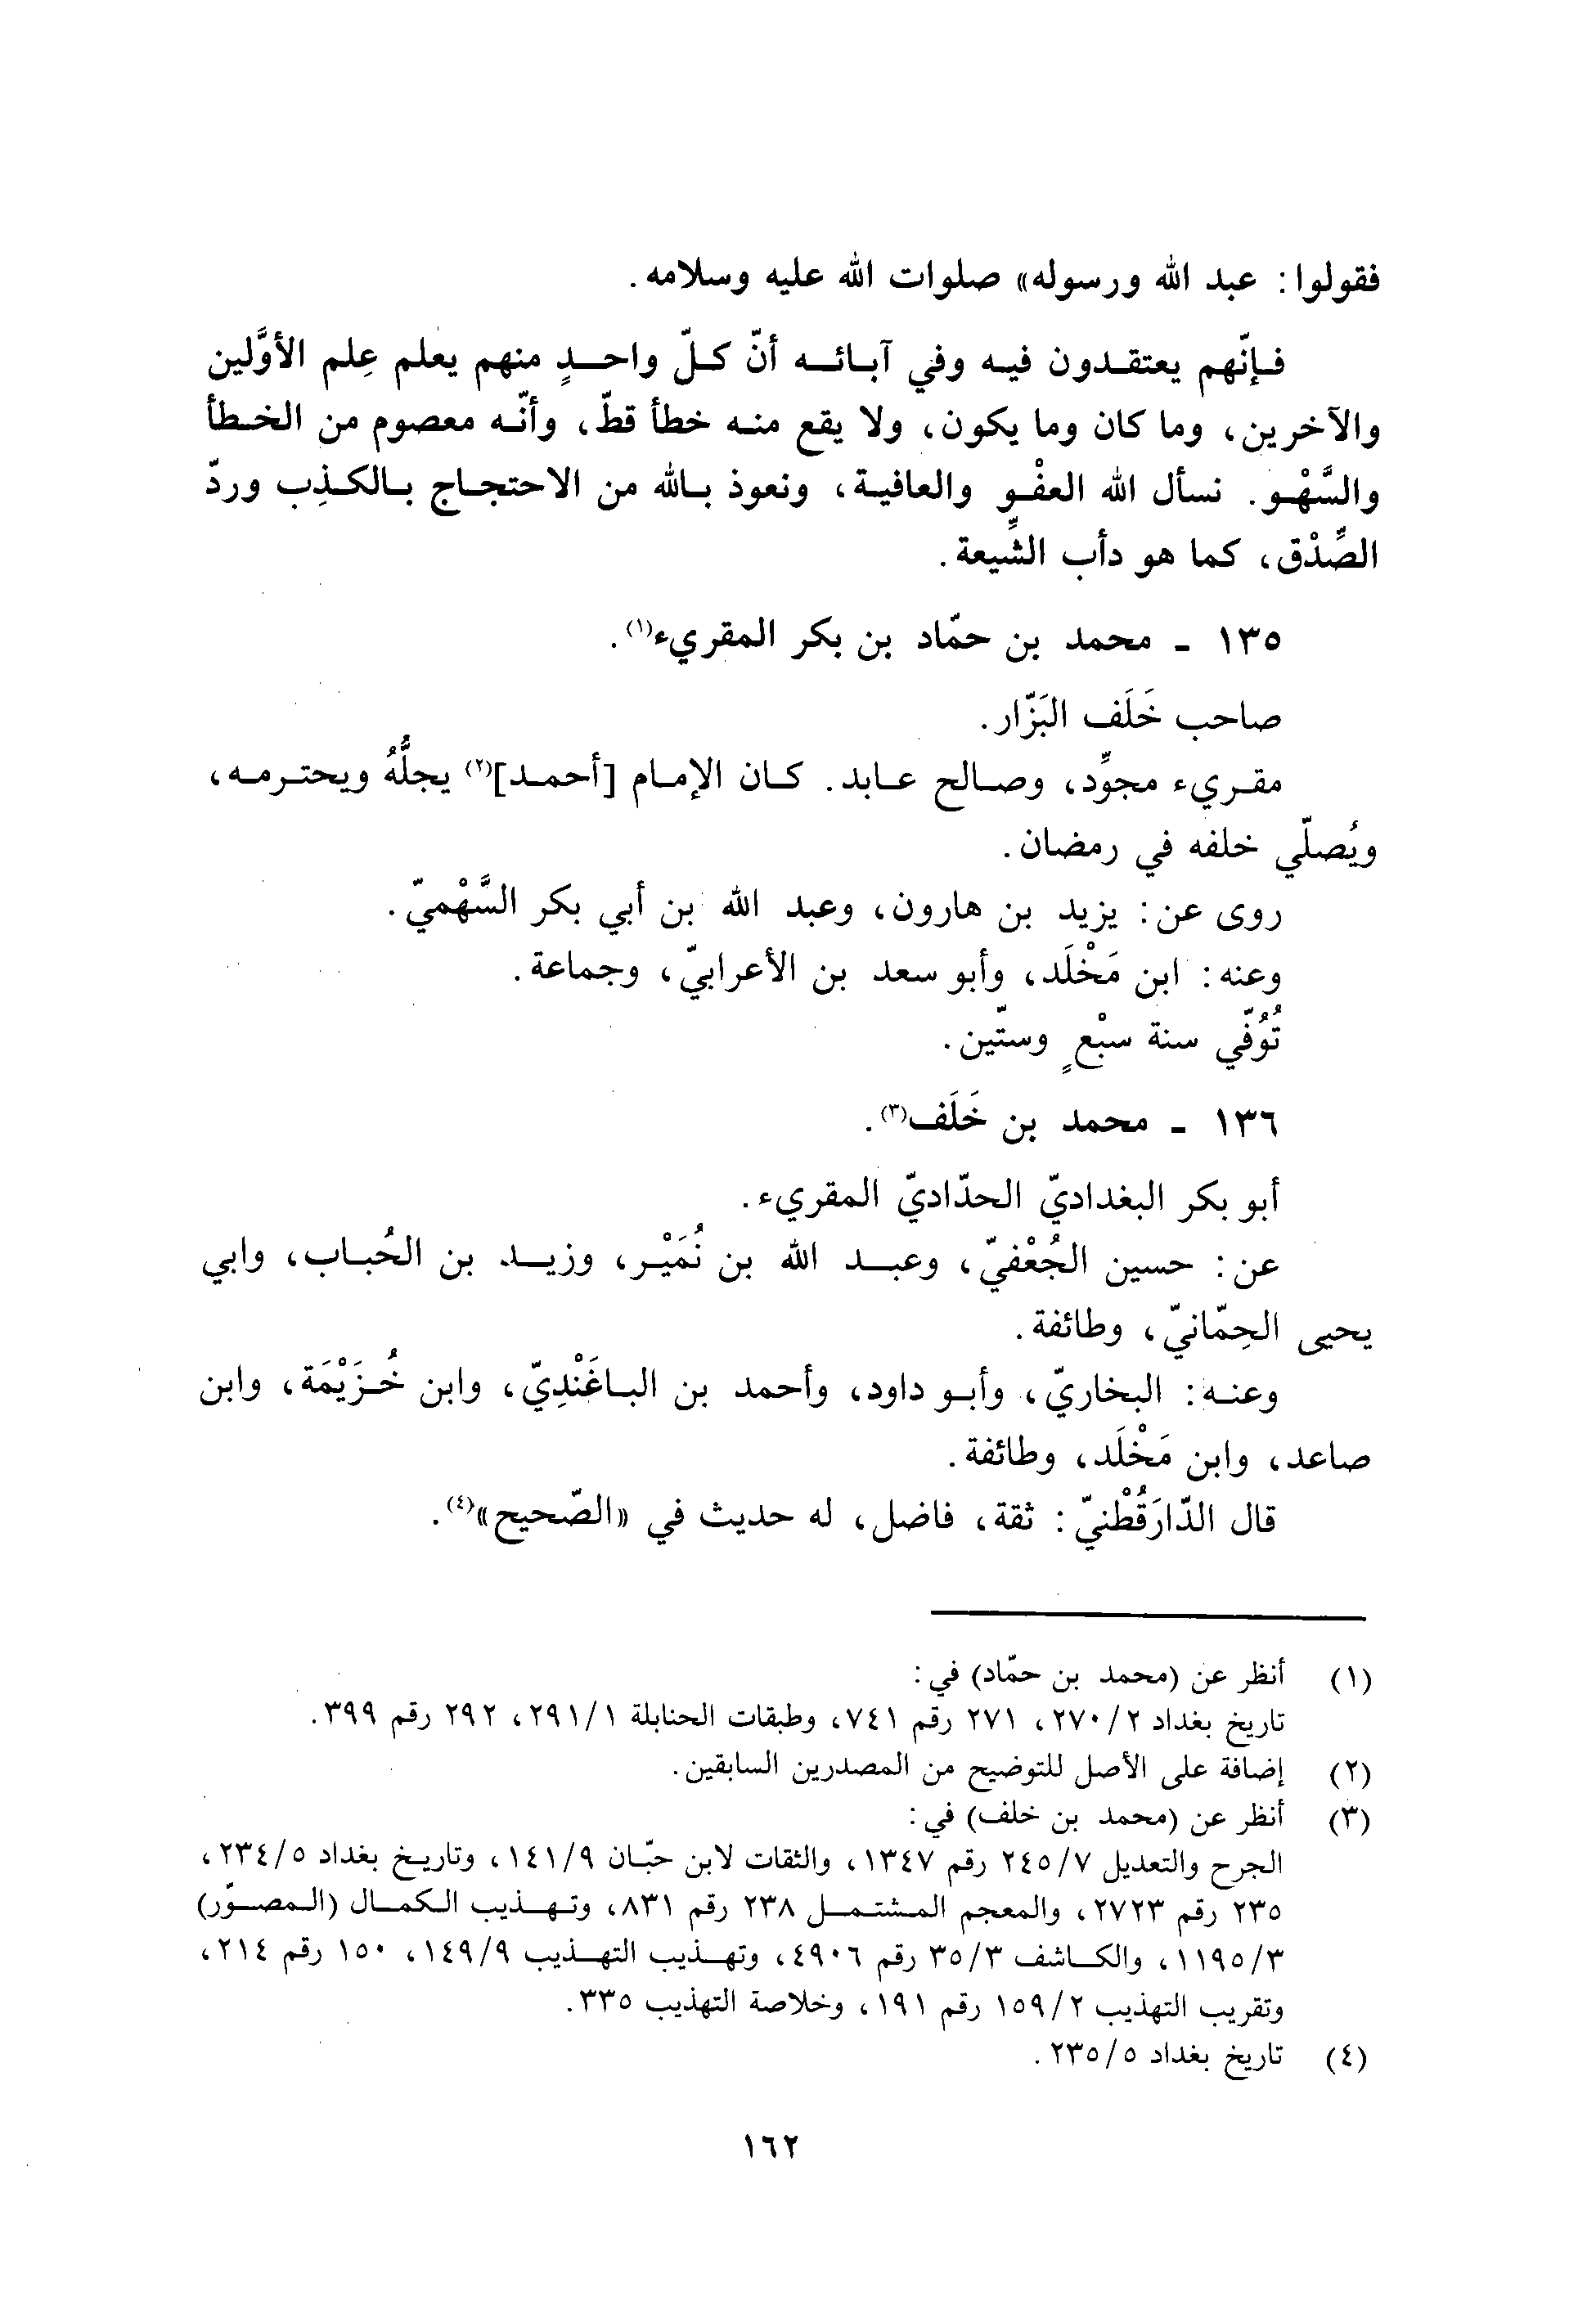 فقولوا: عبد الله ورسوله» صلوات الله عليه وسلامه.
فإنّهم يعتقدون فيه وفي آبائه أنّ كلّ واحدٍ منهم يعلم عِلم الأوَّلين
والآخرين، وما كان وما يكون، ولا يقع منه خطأ قطّ، وأنّه معصوم من الخطأ
والسَّهْو. نسأل الله العفْو والعافية، ونعوذ بالله من الاحتجاج بالكذِب وردّ
الصِّدْق، كما هو دأب الشِّيعة.
١٣٥ - محمد بن حمّاد بن بكر المقريء(١).
صاحب خَلَف البَزّار.
مقريء مجوِّد، وصالح عابد. كان الإمام [أحمد](٢) يجلُّهُ ويحترمه،
ويُصلّي خلفه في رمضان.
روى عن: يزيد بن هارون، وعبد الله بن أبي بكر السَّهْميّ.
وعنه: ابن مَخْلَد، وأبو سعد بن الأعرابيّ، وجماعة.
تُوُفّي سنة سبْعٍ وستّين.
١٣٦ - محمد بن خَلَف(٣).
أبو بكر البغداديّ الحدّاديّ المقريء.
عن: حسين الجُعْفيّ، وعبد الله بن نُمَيْر، وزيد بن الحُباب، وابي
يحيى الحِمّانيّ، وطائفة.
وعنه: البخاريّ، وأبو داود، وأحمد بن الباغَنْدِيّ، وابن خُزَيْمَة، وابن
صاعد، وابن مَخْلَد، وطائفة.
قال الدّارَقُطْنيّ: ثقة، فاضل، له حديث في «الصّحيح»(٤).
(١) أنظر عن (محمد بن حمّاد) في:
تاريخ بغداد ٢/٢٧٠، ٢٧١ رقم ٧٤١، وطبقات الحنابلة ١/٢٩١، ٢٩٢ رقم ٣٩٩.
(٢) إضافة على الأصل للتوضيح من المصدرين السابقين.
(٣) أنظر عن (محمد بن خلف) في:
الجرح والتعديل ٧/٢٤٥ رقم ١٣٤٧، والثقات لابن حبّان ٩/١٤١، وتاريخ بغداد ٥/٢٣٤،
٢٣٥ رقم ٢٧٢٣، والمعجم المشتمل ٢٣٨ رقم ٨٣١، وتهذيب الكمال (المصوّر)
٣/١١٩٥، والكاشف ٣/٣٥ رقم ٤٩٠٦، وتهذيب التهذيب ٩/١٤٩، ١٥٠ رقم ٢١٤،
وتقريب التهذيب ٢/١٥٩ رقم ١٩١، وخلاصة التهذيب ٣٣٥.
(٤) تاريخ بغداد ٥/٢٣٥.
١٦٢